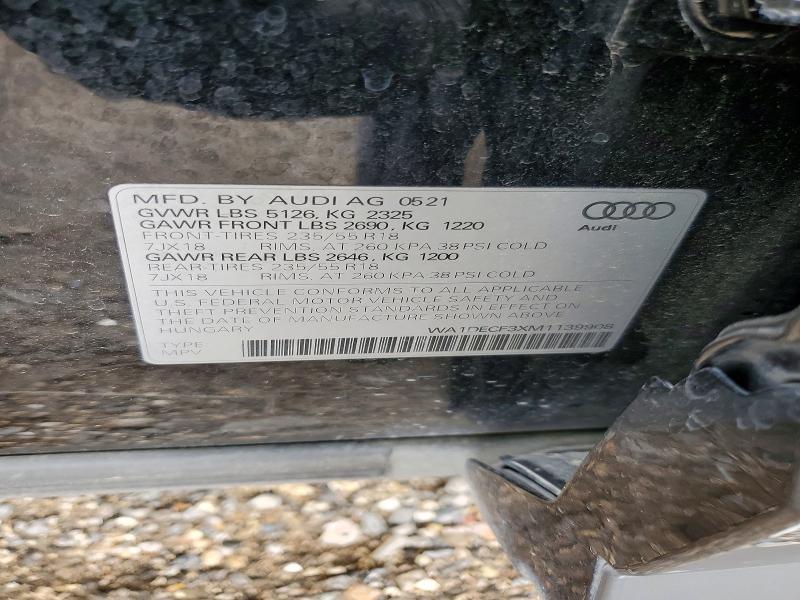 MFD. BY AUDI AG 0521
GVWR LBS 5126, KG 2325
GAWR FRONT LBS 2690, KG 1220
FRONT-TIRES 235/55 R18
7JX18 RIMS. AT 260 KPA 38 PSI COLD
GAWR REAR LBS 2646, KG 1200
REAR-TIRES 235/55 R18
7JX18 RIMS. AT 260 KPA 38 PSI COLD
THIS VEHICLE CONFORMS TO ALL APPLICABLE
U.S. FEDERAL MOTOR VEHICLE SAFETY AND
THEFT PREVENTION STANDARDS IN EFFECT ON
THE DATE OF MANUFACTURE SHOWN ABOVE
HUNGARY WA1DECF3XM1139908
TYPE:
MPV
Audi